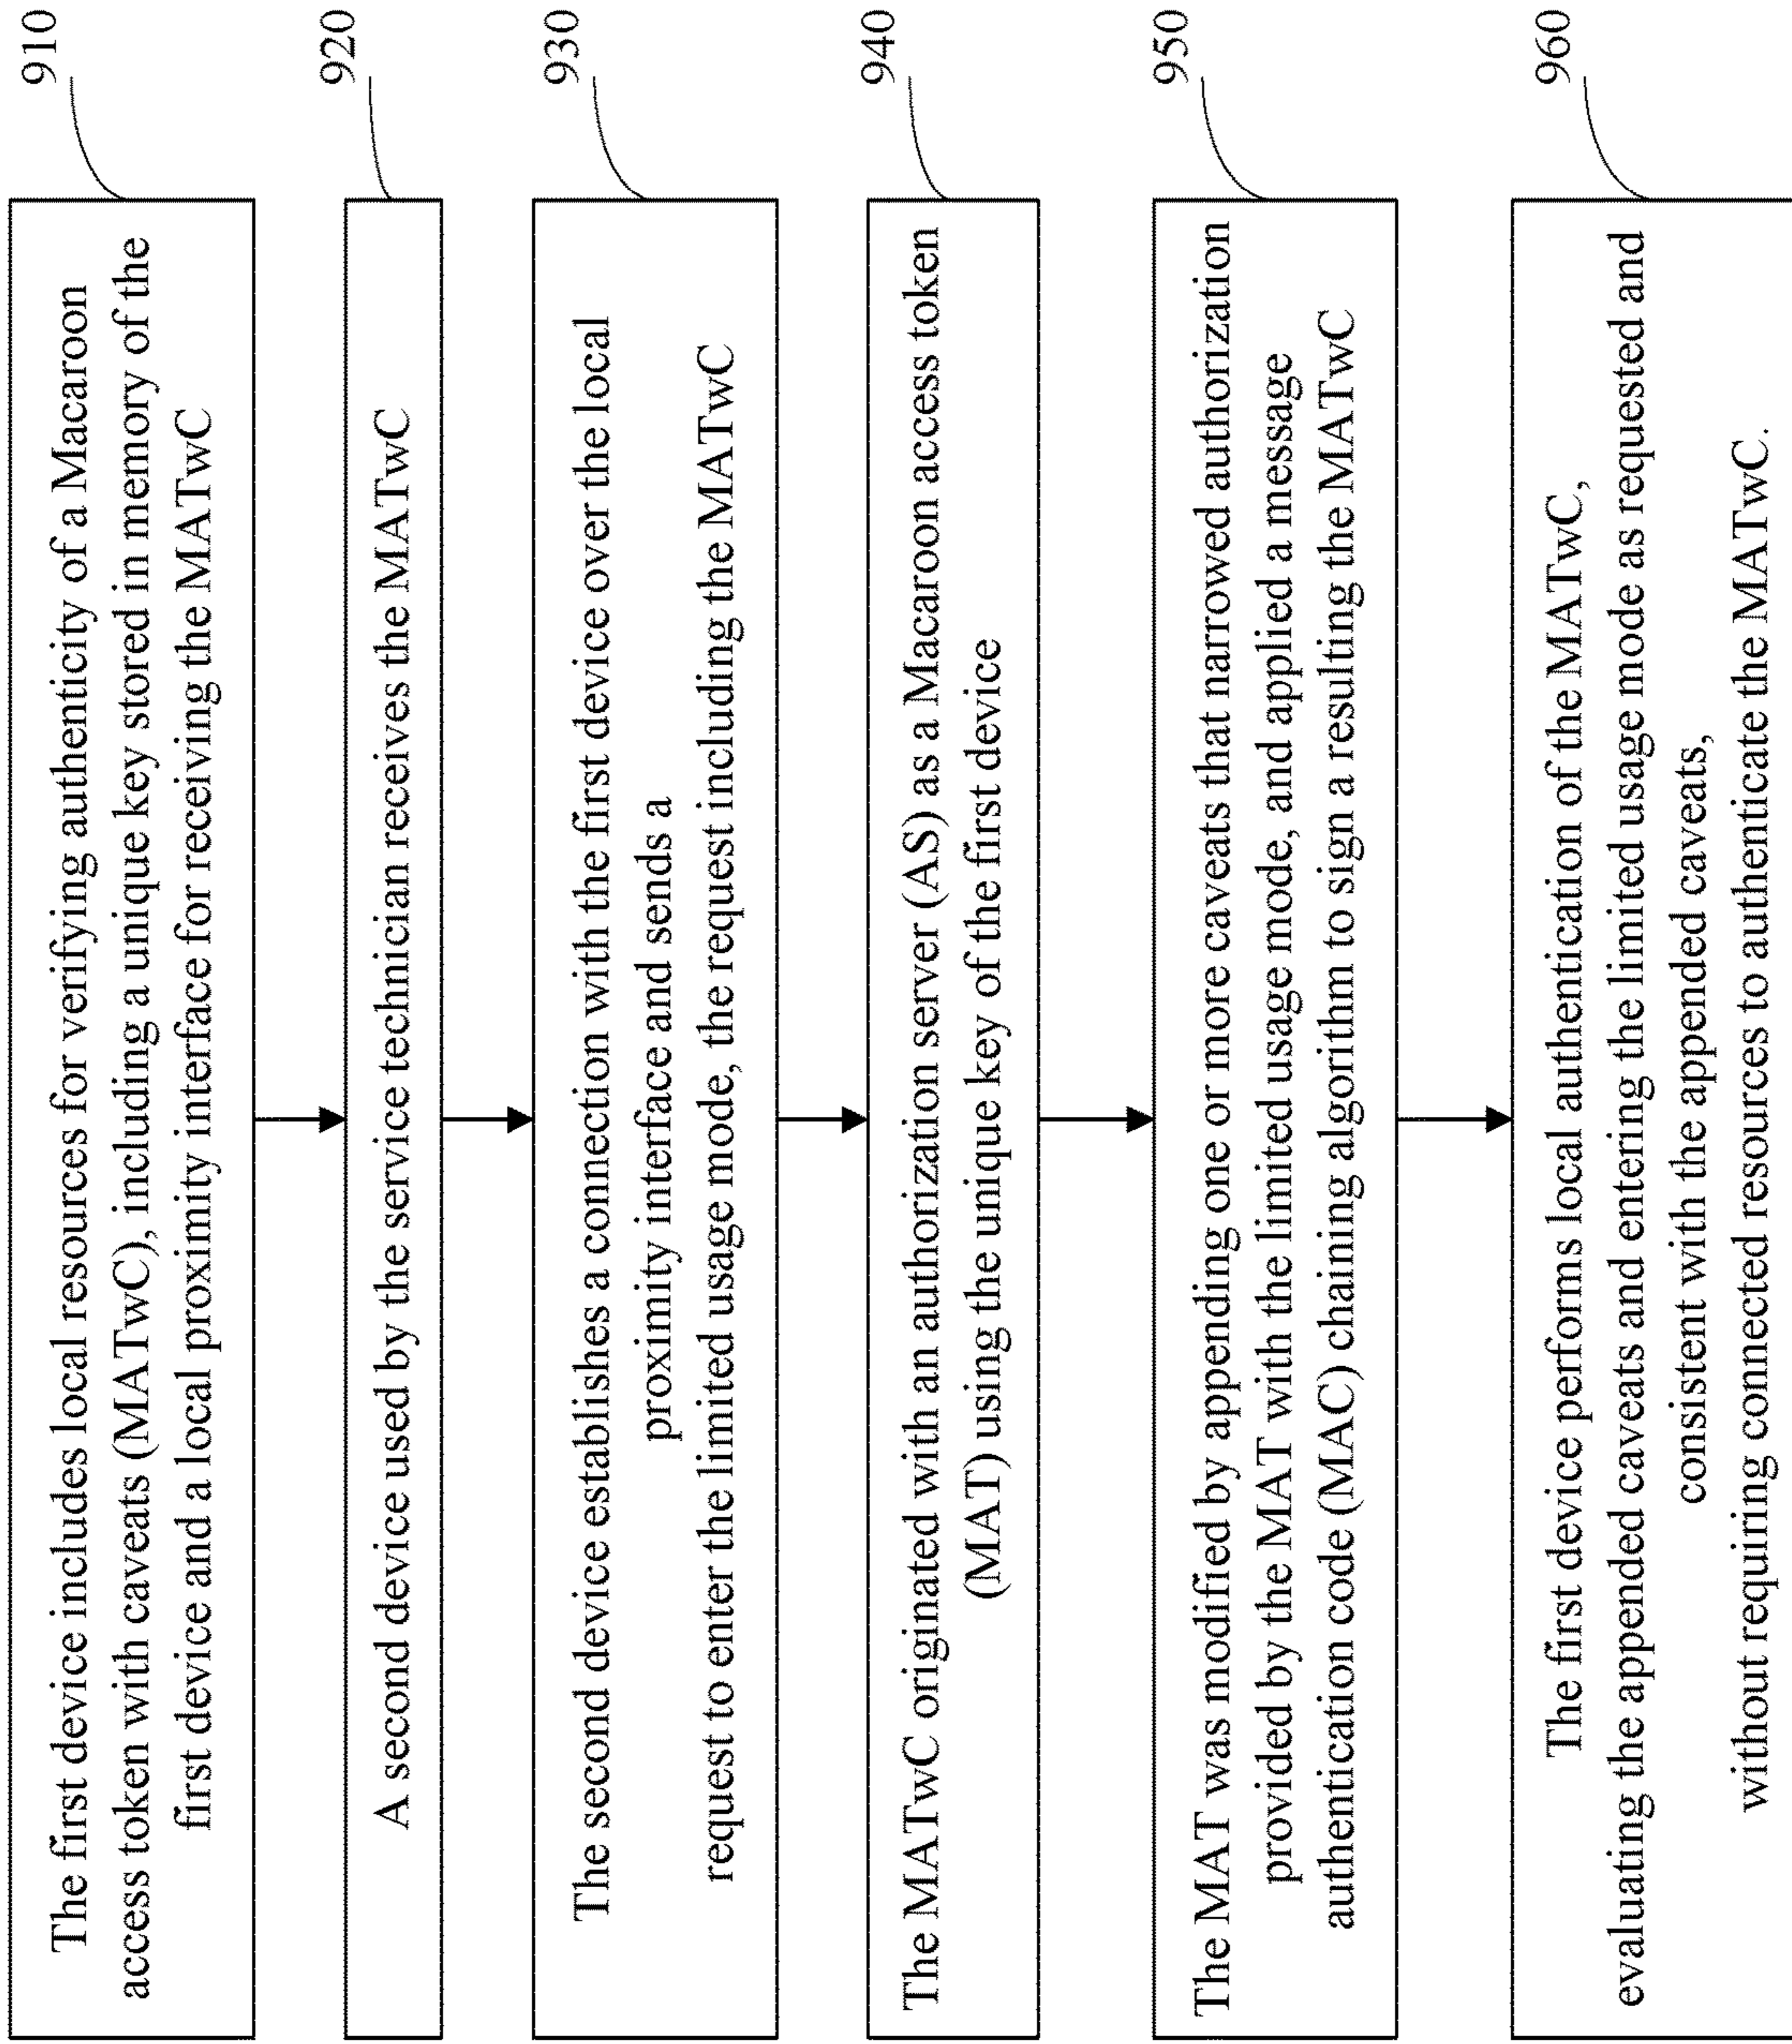 910
The first device includes local resources for verifying authenticity of a Macaroon
access token with caveats (MATwC), including a unique key stored in memory of the
first device and a local proximity interface for receiving the MATwC
920
A second device used by the service technician receives the MATwC
930
The second device establishes a connection with the first device over the local
proximity interface and sends a
request to enter the limited usage mode, the request including the MATwC
940
The MATwC originated with an authorization server (AS) as a Macaroon access token
(MAT) using the unique key of the first device
950
The MAT was modified by appending one or more caveats that narrowed authorization
provided by the MAT with the limited usage mode, and applied a message
authentication code (MAC) chaining algorithm to sign a resulting the MATwC
960
The first device performs local authentication of the MATwC,
evaluating the appended caveats and entering the limited usage mode as requested and
consistent with the appended caveats,
without requiring connected resources to authenticate the MATwC.